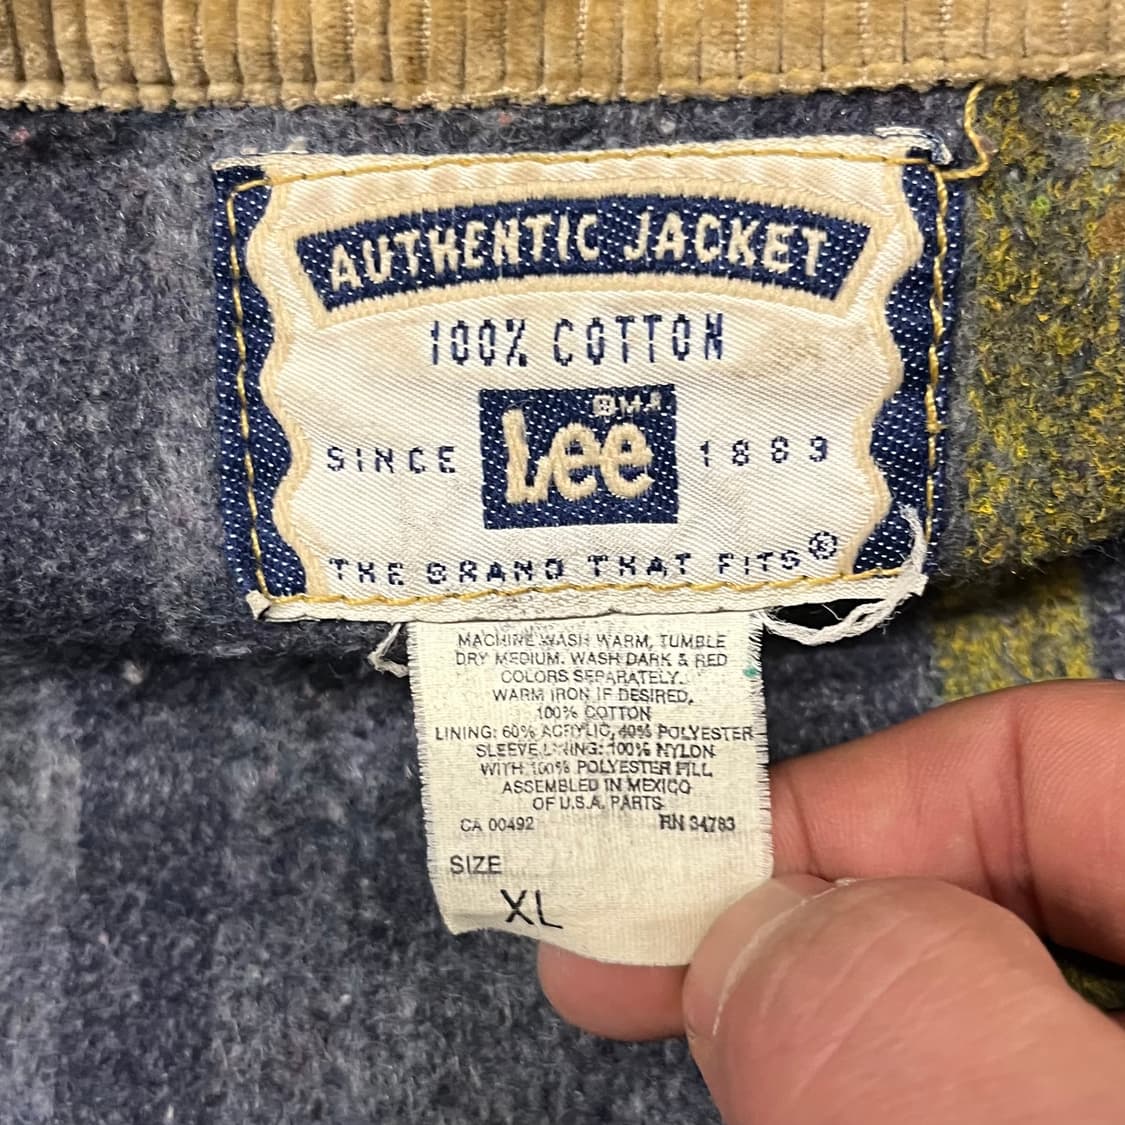 AUTHENTIC JACKET
100% COTTON
® M.R.
Lee
SINCE 1889
THE BRAND THAT FITS®
MACHINE WASH WARM, TUMBLE
DRY MEDIUM. WASH DARK & RED
COLORS SEPARATELY.
WARM IRON IF DESIRED.
100% COTTON
LINING: 60% ACRYLIC, 40% POLYESTER
SLEEVE LINING: 100% NYLON
WITH 100% POLYESTER FILL
ASSEMBLED IN MEXICO
OF U.S.A. PARTS
CA 00492 RN 34783
SIZE
XL